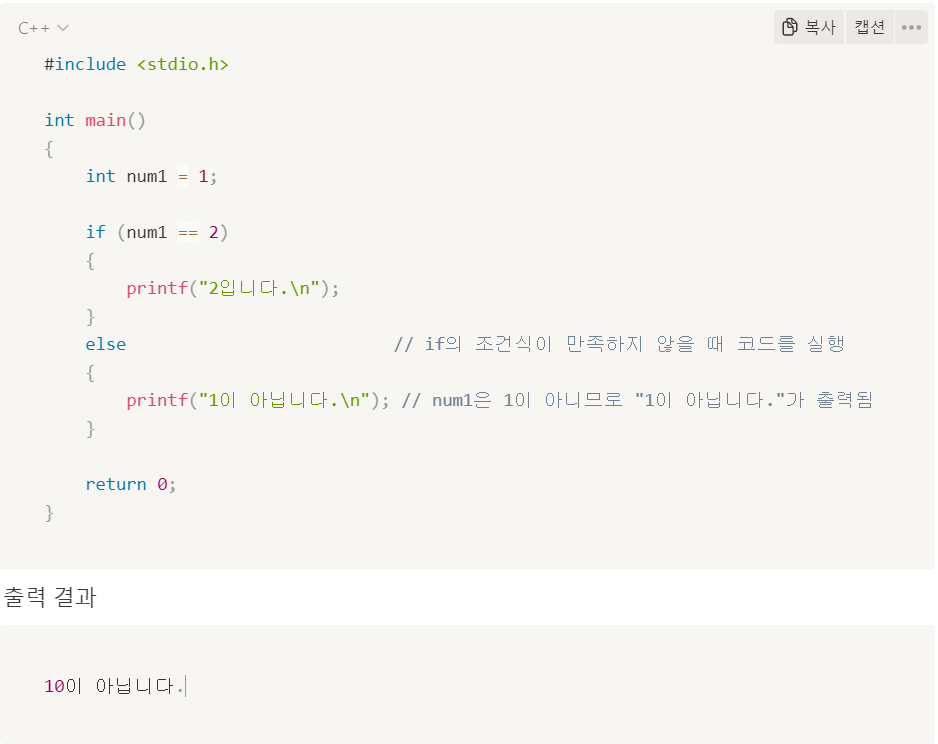 C++
복사 캡션
#include <stdio.h>
int main()
{
int num1 = 1;
if (num1 == 2)
{
printf("2입니다.\n");
}
else // if의 조건식이 만족하지 않을 때 코드를 실행
{
printf("1이 아닙니다.\n"); // num1은 1이 아니므로 "1이 아닙니다."가 출력됨
}
return 0;
}
출력 결과
10이 아닙니다.